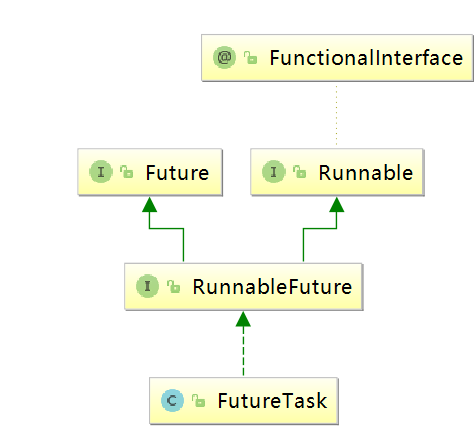 @ FunctionalInterface
I Future
I Runnable
I RunnableFuture
C FutureTask